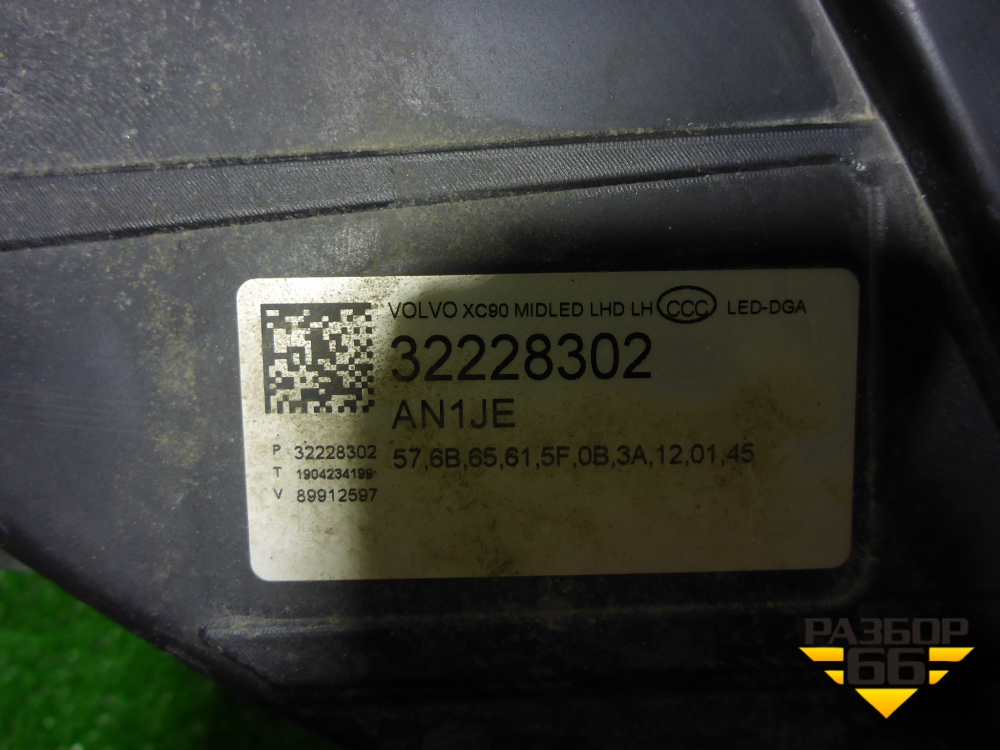 VOLVO XC90 MIDLED LHD LH CCC LED-DGA
32228302
AN1JE
P 32228302
T 1904234199
V 89912597
57,6B,65,61,5F,0B,3A,12,01,45
РАЗБОР
66